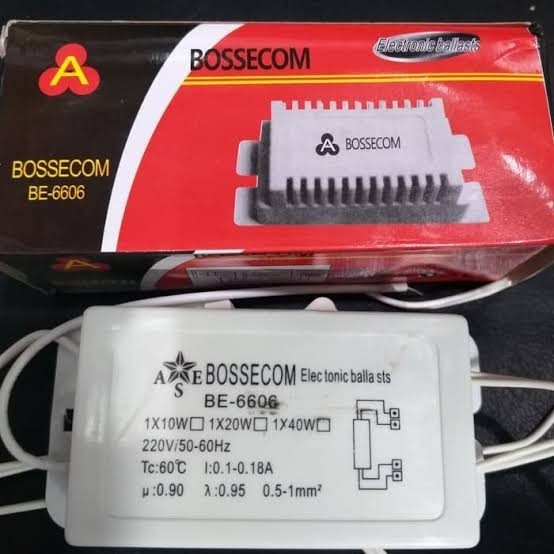 A
BOSSECOM
Electronic ballasts
A BOSSECOM
BOSSECOM
BE-6606
A
A S E BOSSECOM Elec tonic balla sts
BE-6606
1X10W☐ 1X20W☐ 1X40W☐
220V/50-60Hz
Tc:60℃ I:0.1-0.18A
μ:0.90 λ:0.95 0.5-1mm²